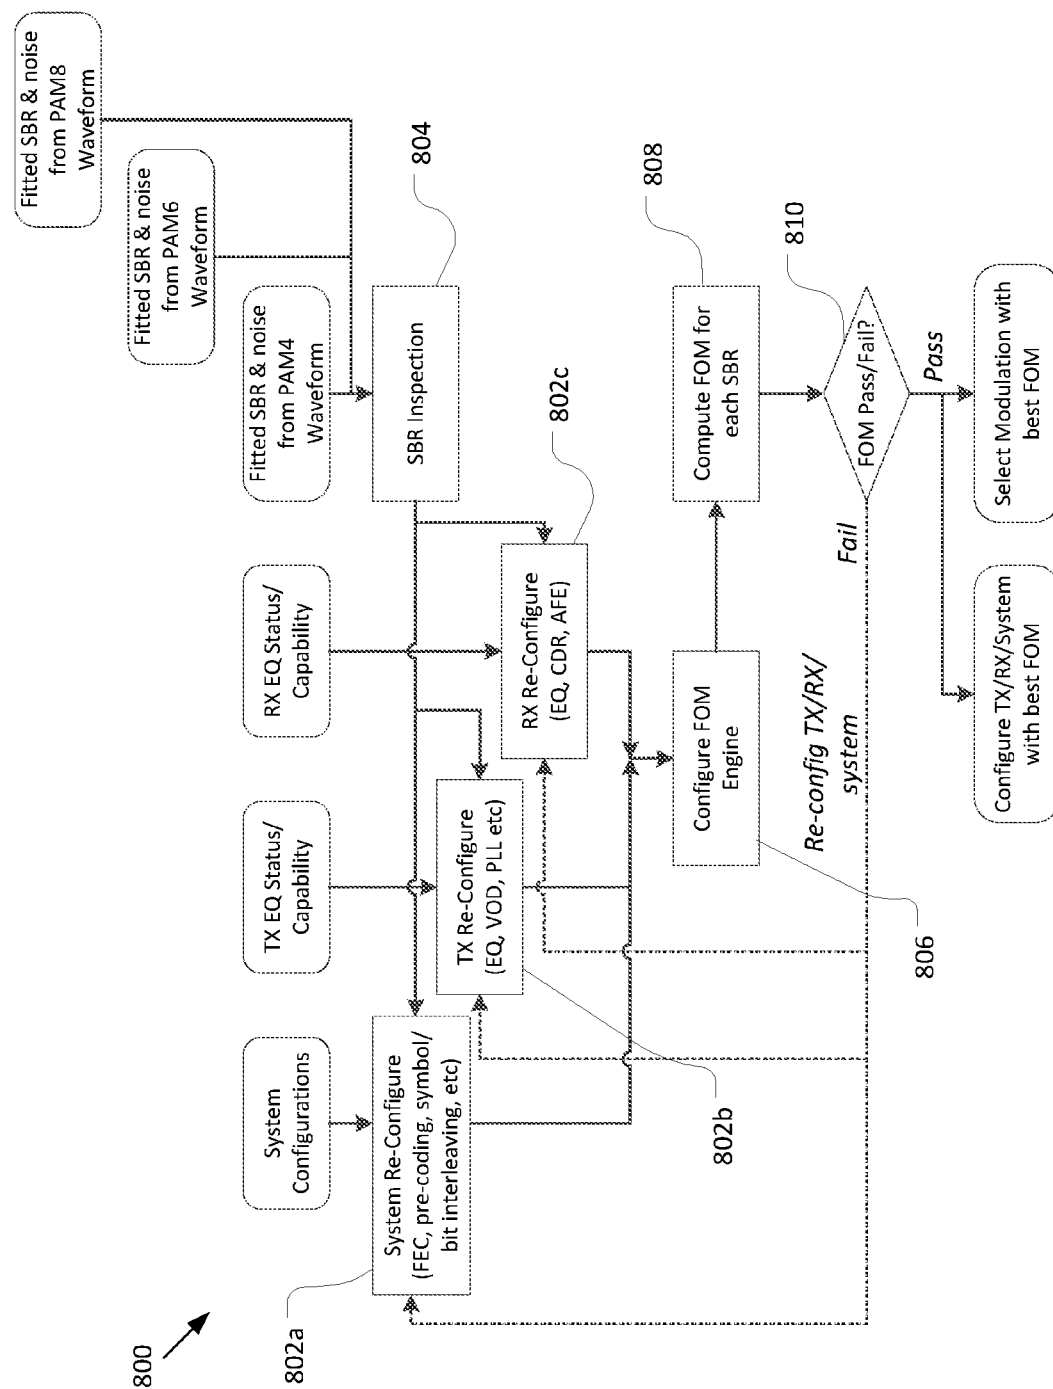 800
System
Configurations
TX EQ Status/
Capability
RX EQ Status/
Capability
Fitted SBR & noise
from PAM4
Waveform
Fitted SBR & noise
from PAM6
Waveform
Fitted SBR & noise
from PAM8
Waveform
802a
System Re-Configure
(FEC, pre-coding, symbol/
bit interleaving, etc)
TX Re-Configure
(EQ, VOD, PLL etc)
802b
RX Re-Configure
(EQ, CDR, AFE)
802c
SBR Inspection
804
Configure FOM
Engine
806
Compute FOM for
each SBR
808
FOM Pass/Fail?
810
Fail
Re-config TX/RX/
system
Pass
Configure TX/RX/System
with best FOM
Select Modulation with
best FOM